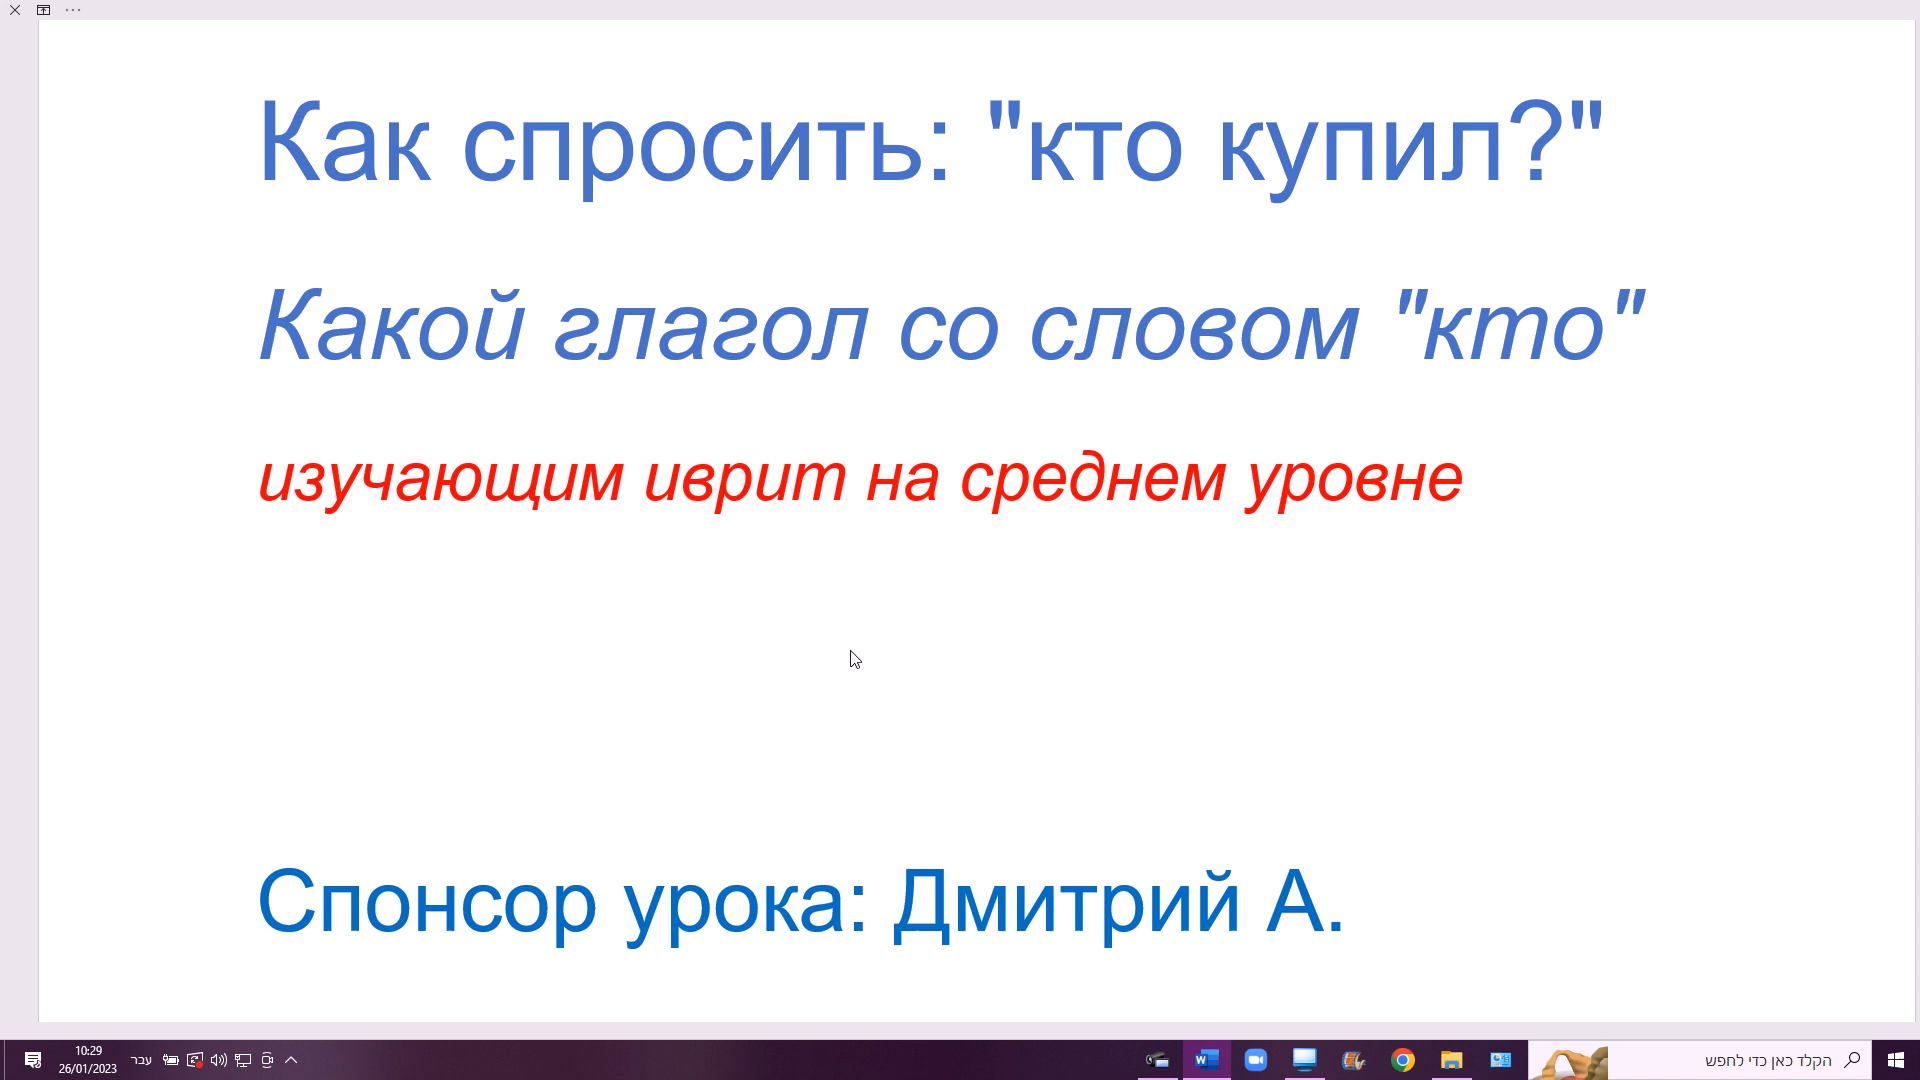 Как спросить: "кто купил?"
Какой глагол со словом "кто"
изучающим иврит на среднем уровне
Спонсор урока: Дмитрий А.
10:29
26/01/2023
עבר
הקלד כאן כדי לחפש